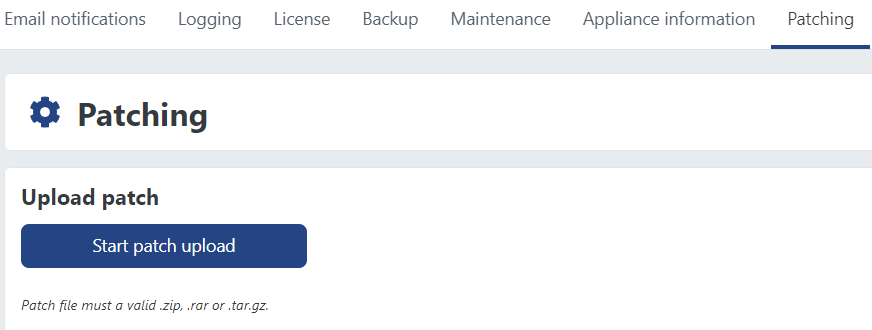 Email notifications Logging License Backup Maintenance Appliance information Patching
Patching
Upload patch
Start patch upload
Patch file must a valid .zip, .rar or .tar.gz.